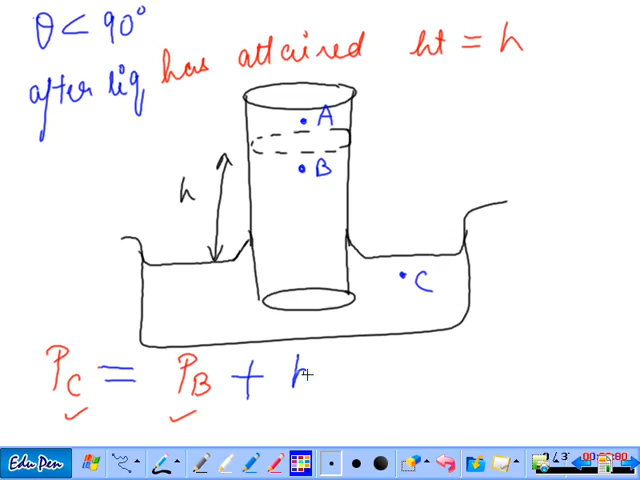 θ < 90°
after liq has attained ht = h
A
B
h
C
P_C = P_B + h
Edu Pen